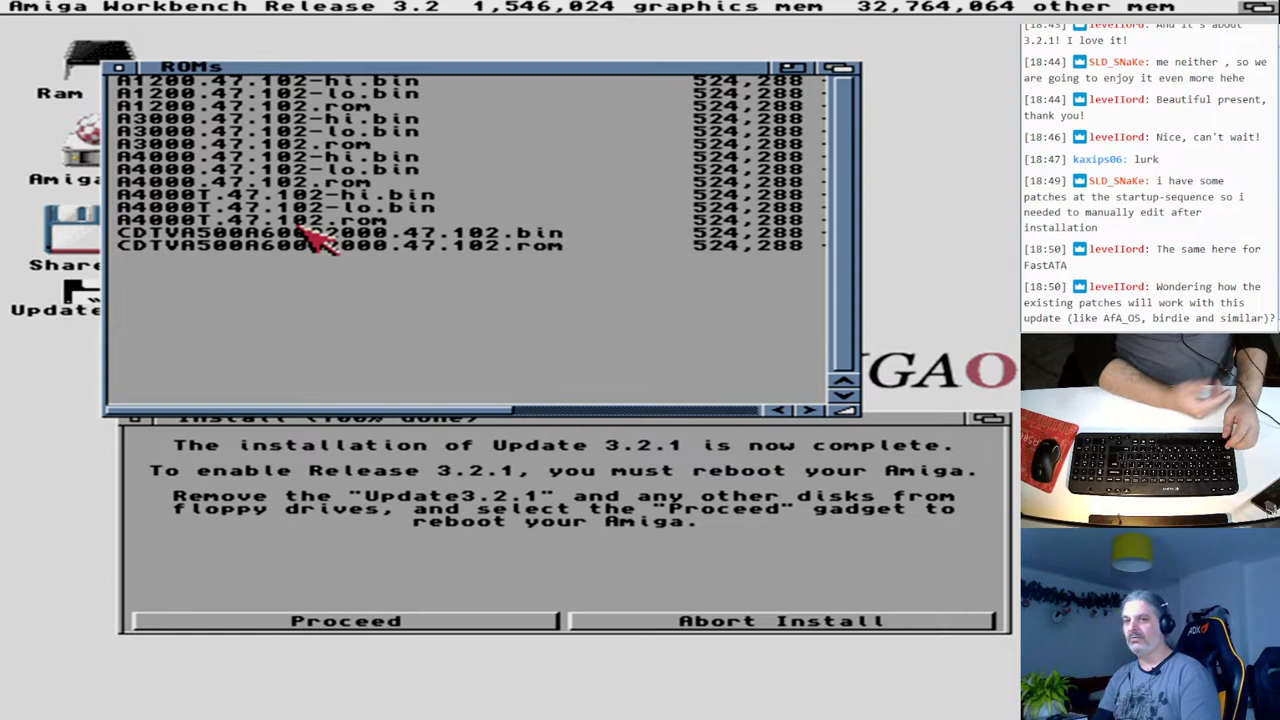 Amiga Workbench Release 3.2 1,546,024 graphics mem 32,764,064 other mem
ROMs
A1200.47.102-hi.bin 524,288
A1200.47.102-lo.bin 524,288
A1200.47.102.rom 524,288
A3000.47.102-hi.bin 524,288
A3000.47.102-lo.bin 524,288
A3000.47.102.rom 524,288
A4000.47.102-hi.bin 524,288
A4000.47.102-lo.bin 524,288
A4000.47.102.rom 524,288
A4000T.47.102-hi.bin 524,288
A4000T.47.102-lo.bin 524,288
A4000T.47.102.rom 524,288
CDTVA500A600 000.47.102.bin 524,288
CDTVA500A600 000.47.102.rom 524,288
Ram
Amiga
Share
Update
GAO
Install (100% done)
The installation of Update 3.2.1 is now complete.
To enable Release 3.2.1, you must reboot your Amiga.
Remove the "Update3.2.1" and any other disks from
floppy drives, and select the "Proceed" gadget to
reboot your Amiga.
Proceed
Abort Install
[18:43] leveIIord: And it's about
3.2.1! I love it!
[18:44] SLD_SNaKe: me neither , so we
are going to enjoy it even more hehe
[18:44] leveIIord: Beautiful present,
thank you!
[18:46] leveIIord: Nice, can't wait!
[18:47] kaxips06: lurk
[18:49] SLD_SNaKe: i have some
patches at the startup-sequence so i
needed to manually edit after
installation
[18:50] leveIIord: The same here for
FastATA
[18:50] leveIIord: Wondering how the
existing patches will work with this
update (like AfA_OS, birdie and similar)?